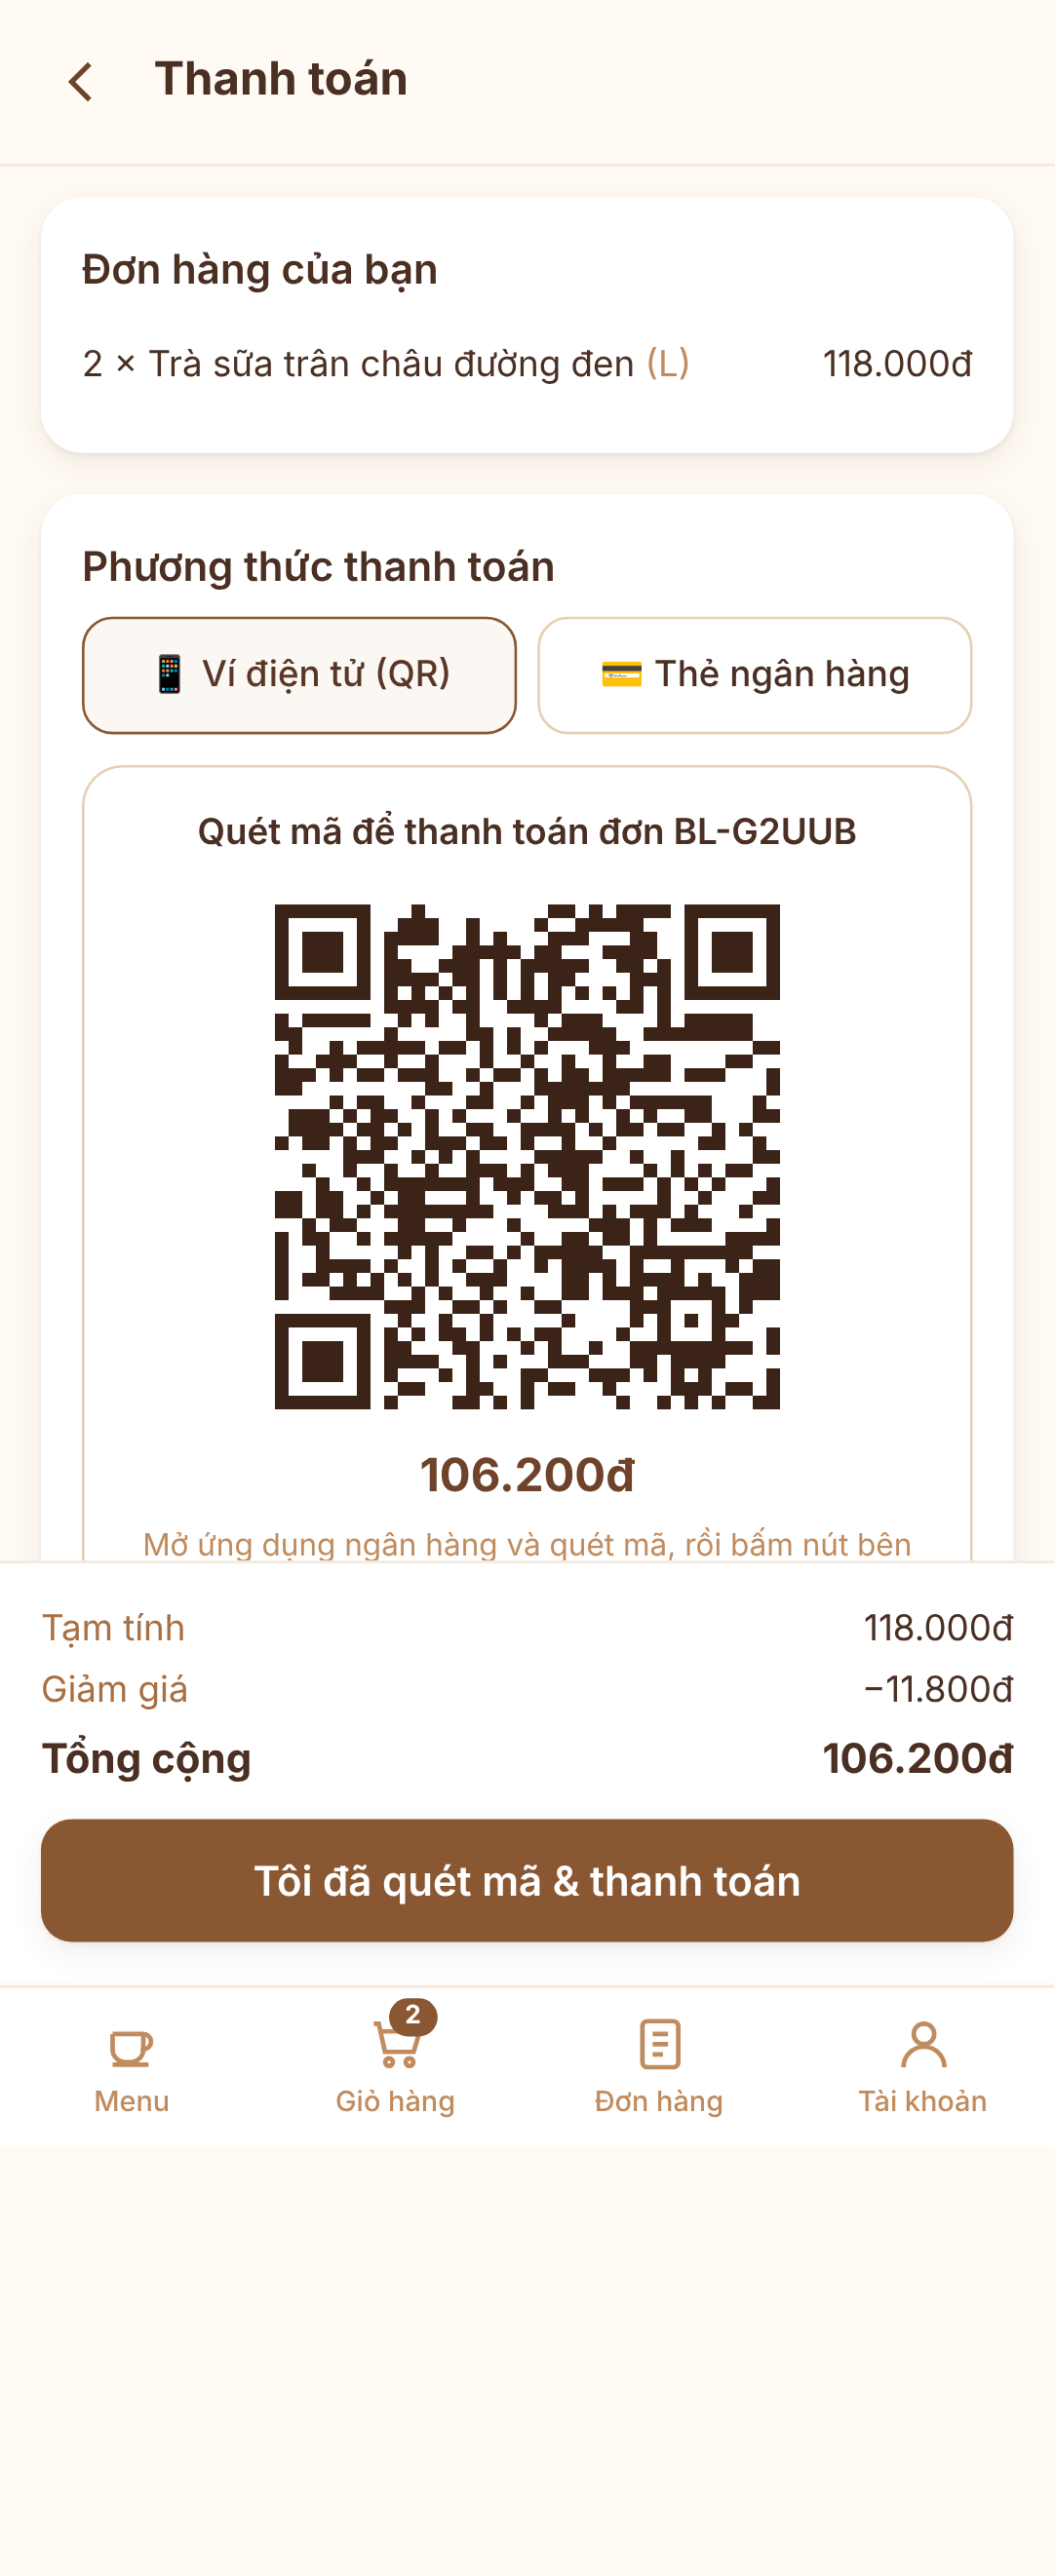 Thanh toán
Đơn hàng của bạn
2 × Trà sữa trân châu đường đen (L) 118.000đ
Phương thức thanh toán
Ví điện tử (QR)
Thẻ ngân hàng
Quét mã để thanh toán đơn BL-G2UUB
106.200đ
Mở ứng dụng ngân hàng và quét mã, rồi bấm nút bên
Tạm tính 118.000đ
Giảm giá −11.800đ
Tổng cộng 106.200đ
Tôi đã quét mã & thanh toán
2
Menu Giỏ hàng Đơn hàng Tài khoản